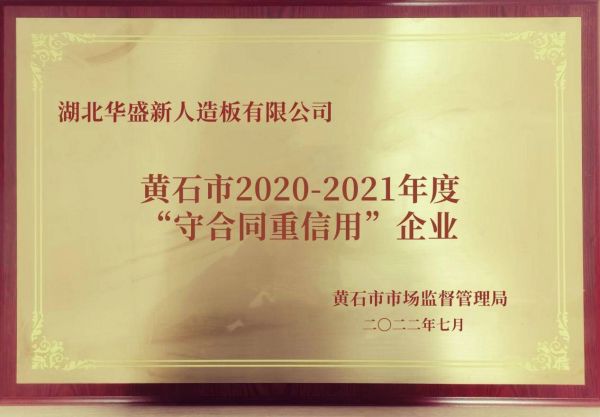 湖北华盛新人造板有限公司
黄石市2020-2021年度
“守合同重信用”企业
黄石市市场监督管理局
二〇二二年七月